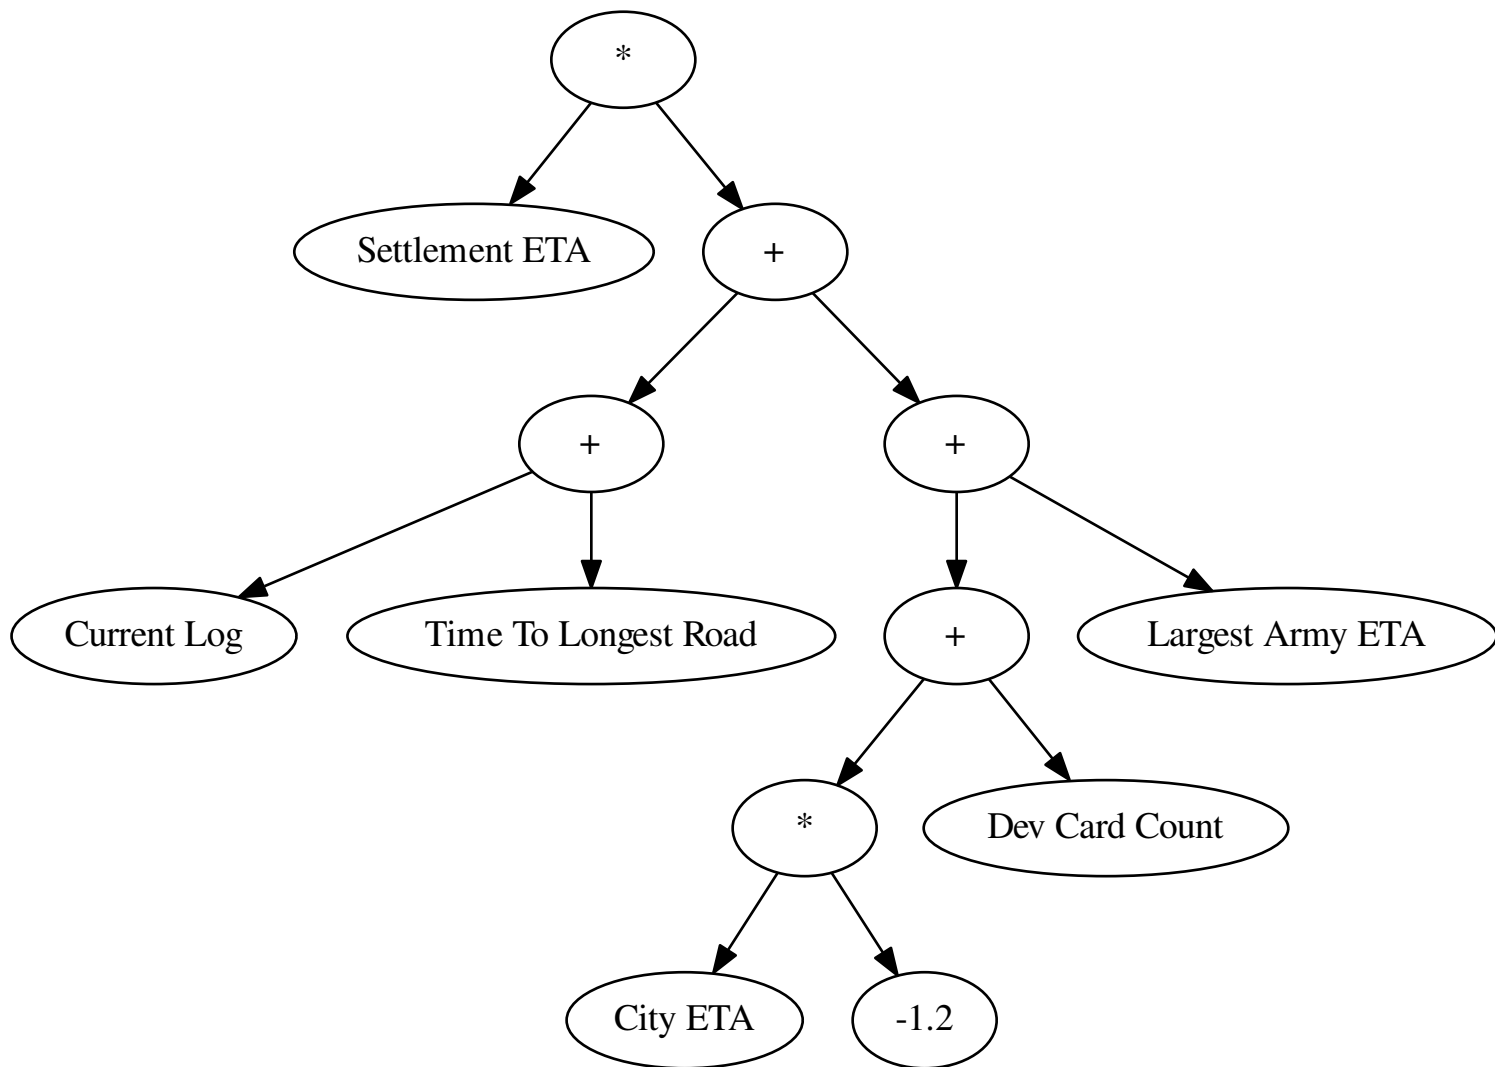 *
Settlement ETA
+
+
+
Current Log
Time To Longest Road
+
Largest Army ETA
*
Dev Card Count
City ETA
-1.2